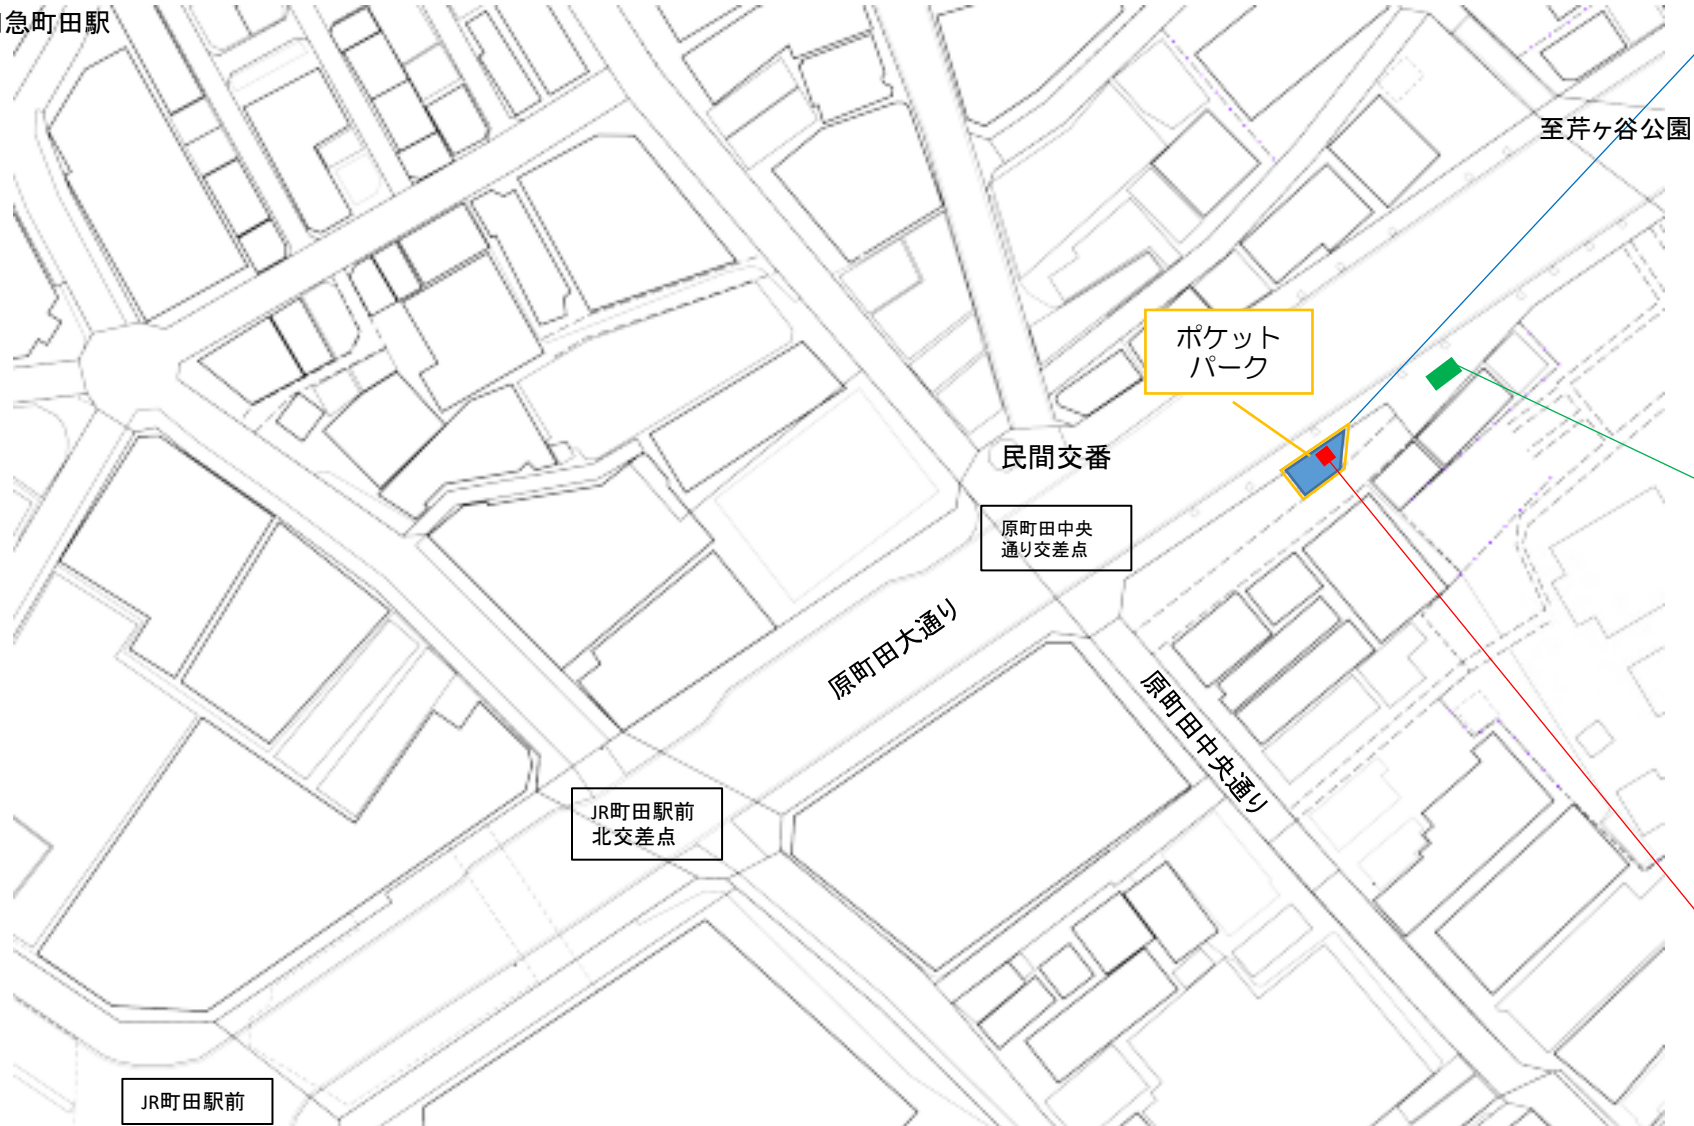 急町田駅
至芹ヶ谷公園
ポケット
パーク
民間交番
原町田中央
通り交差点
原町田大通り
原町田中央通り
JR町田駅前
北交差点
JR町田駅前